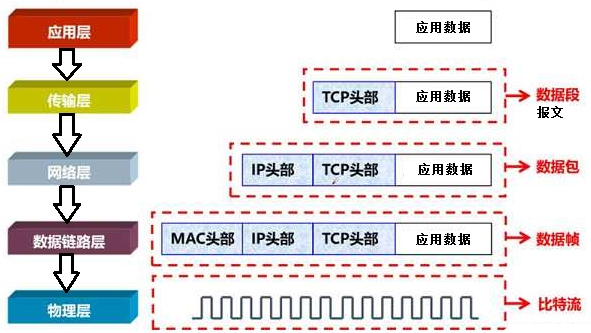 应用层
应用数据
传输层
TCP头部 应用数据
数据段
报文
网络层
IP头部 TCP头部 应用数据
数据包
数据链路层
MAC头部 IP头部 TCP头部 应用数据
数据帧
物理层
比特流